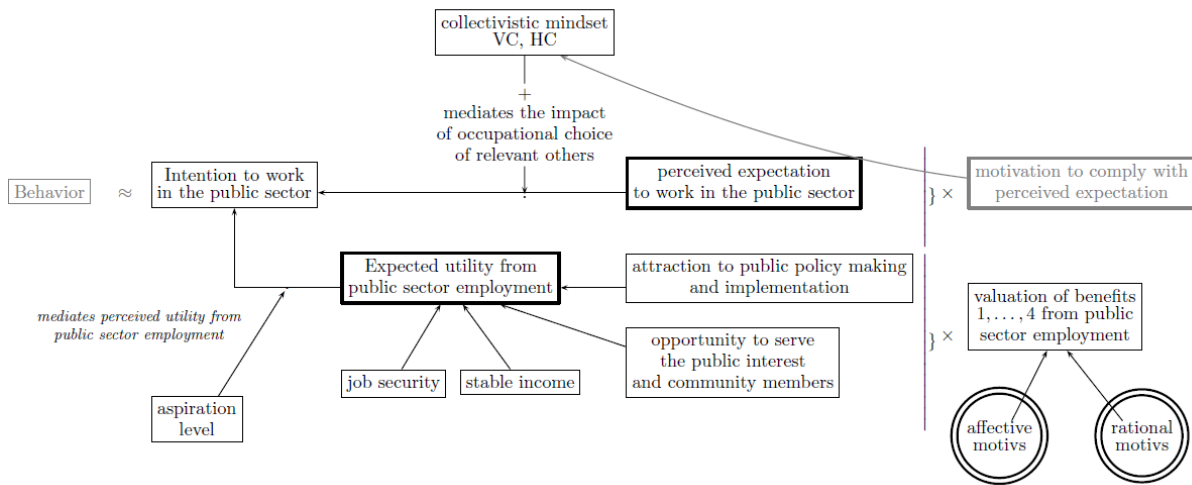 collectivistic mindset
VC, HC
+
mediates the impact
of occupational choice
of relevant others
Behavior
≈
Intention to work
in the public sector
perceived expectation
to work in the public sector
} ×
motivation to comply with
perceived expectation
Expected utility from
public sector employment
attraction to public policy making
and implementation
mediates perceived utility from
public sector employment
valuation of benefits
1, . . . , 4 from public
sector employment
} ×
opportunity to serve
the public interest
and community members
job security
stable income
aspiration
level
affective
motivs
rational
motivs